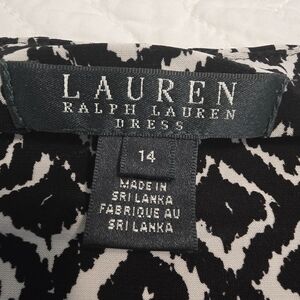 LAUREN
RALPH LAUREN
DRESS
14
MADE IN
SRI LANKA
FABRIQUE AU
SRI LANKA